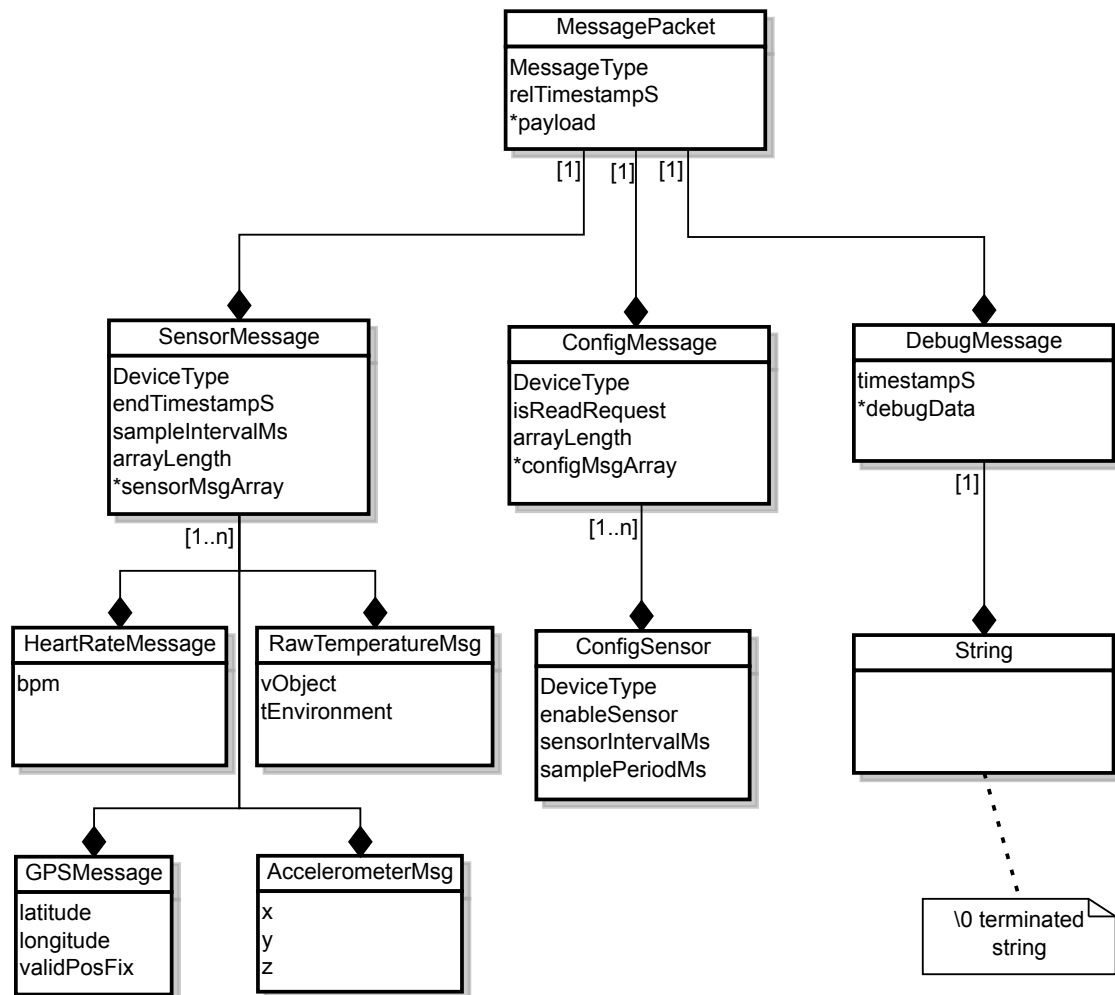 MessagePacket
MessageType
relTimestampS
*payload
[1]
[1]
[1]
SensorMessage
DeviceType
endTimestampS
sampleIntervalMs
arrayLength
*sensorMsgArray
[1..n]
ConfigMessage
DeviceType
isReadRequest
arrayLength
*configMsgArray
[1..n]
DebugMessage
timestampS
*debugData
[1]
HeartRateMessage
bpm
RawTemperatureMsg
vObject
tEnvironment
ConfigSensor
DeviceType
enableSensor
sensorIntervalMs
samplePeriodMs
String
GPSMessage
latitude
longitude
validPosFix
AccelerometerMsg
x
y
z
\0 terminated
string